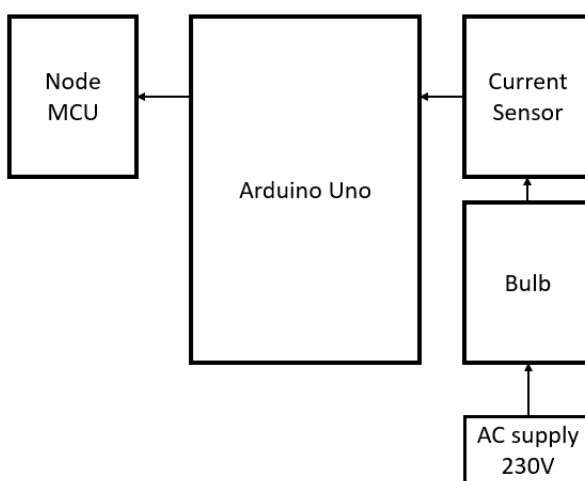 Node
MCU
Arduino Uno
Current
Sensor
Bulb
AC supply
230V